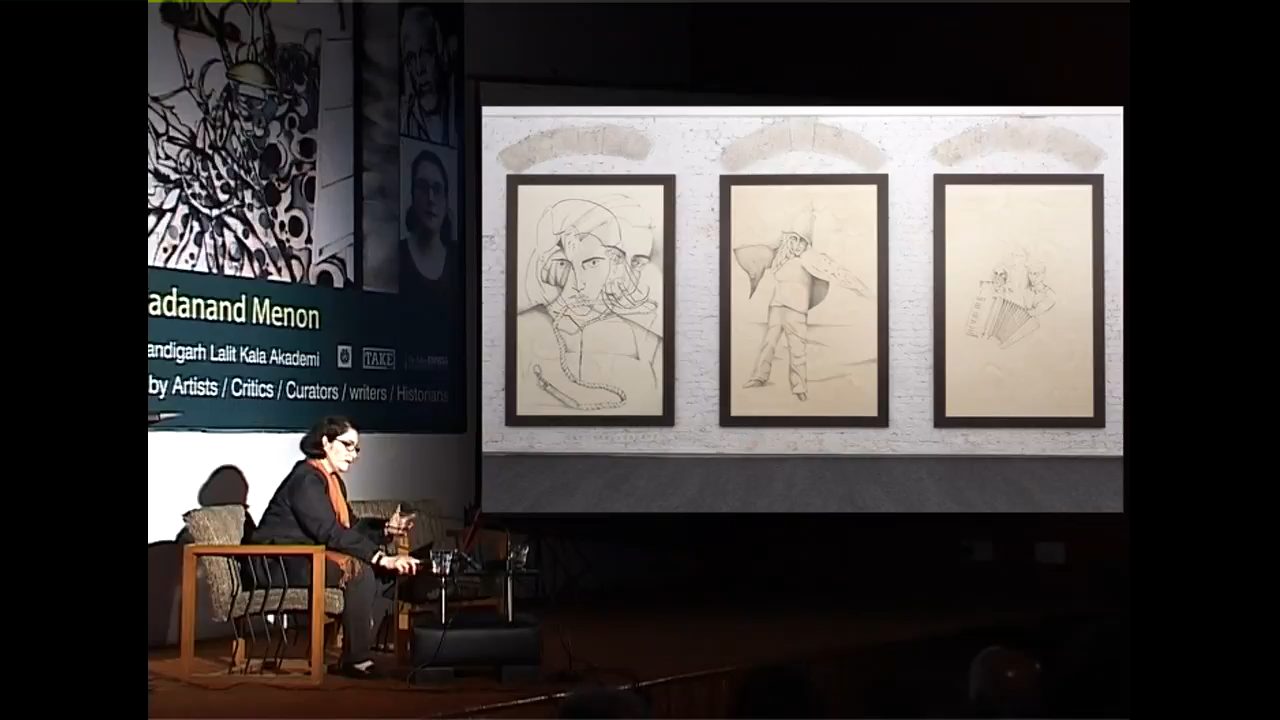 adanand Menon
andigarh Lalit Kala Akademi
TAKE
by Artists / Critics / Curators / writers / Historians